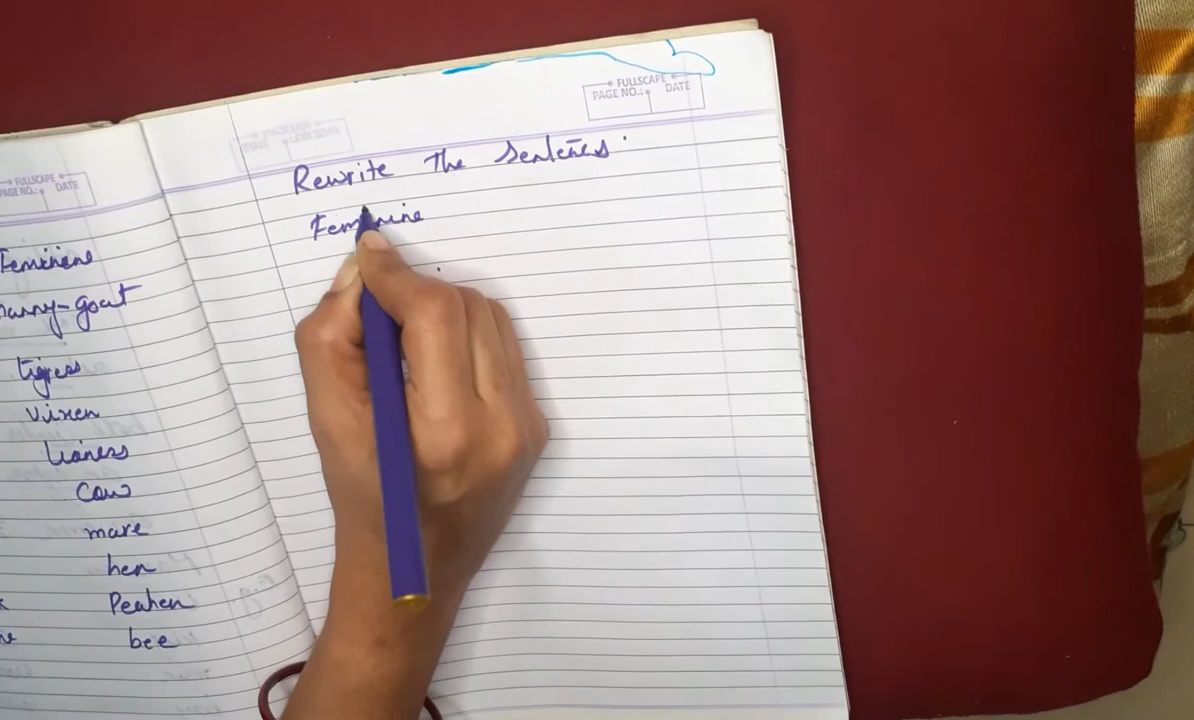 FULLSCAPE
PAGE NO.: DATE
Feminine
nanny-goat
tigress
vixen
lioness
Cow
mare
hen
Peahen
bee
FULLSCAPE
PAGE NO.: DATE
Rewrite The Sentences
Feminine